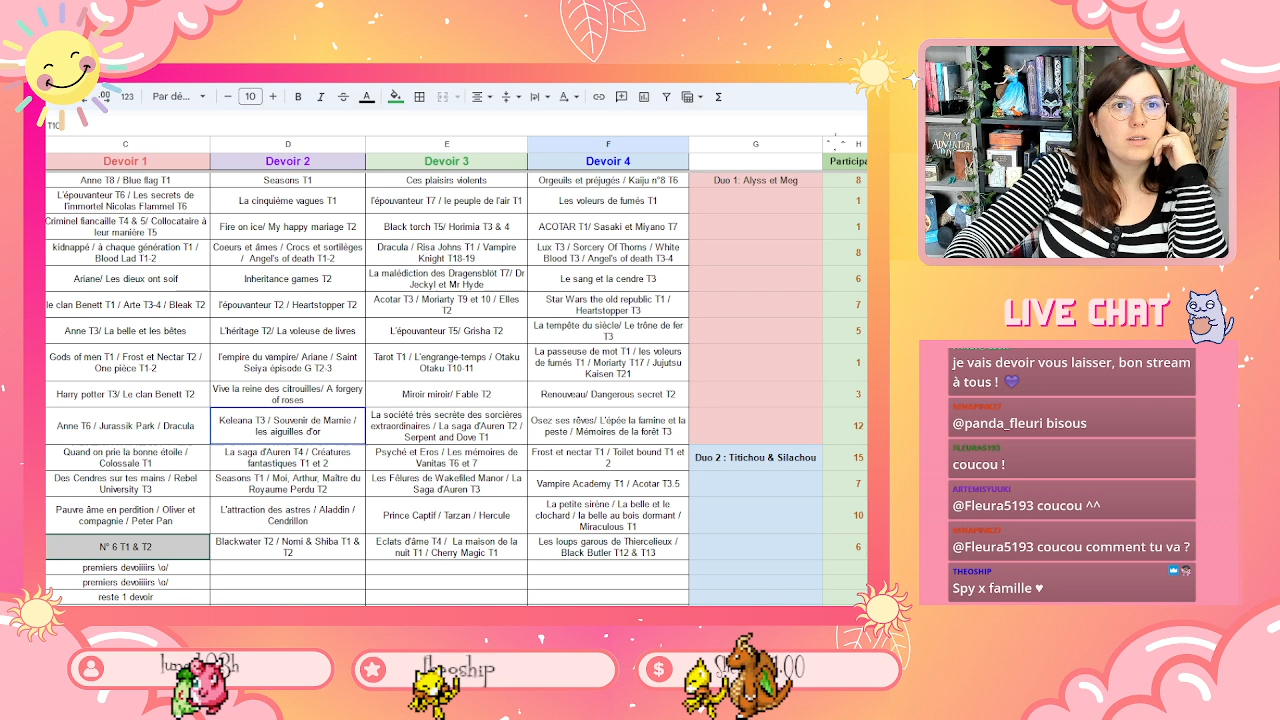 .00 123 Par dé... − 10 + B I A Σ
T10
C D E F G H
Devoir 1 Devoir 2 Devoir 3 Devoir 4 Participa
Anne T8 / Blue flag T1 Seasons T1 Ces plaisirs violents Orgeuils et préjugés / Kaiju n°8 T6 Duo 1: Alyss et Meg 8
L'épouvanteur T6 / Les secrets de
l'immortel Nicolas Flammel T6 La cinquième vagues T1 l'épouvanteur T7 / le peuple de l'air T1 Les voleurs de fumés T1 1
Criminel fiancaille T4 & 5/ Collocataire à
leur manière T5 Fire on ice/ My happy mariage T2 Black torch T5/ Horimia T3 & 4 ACOTAR T1/ Sasaki et Miyano T7 1
kidnappé / à chaque génération T1 /
Blood Lad T1-2 Coeurs et âmes / Crocs et sortilèges
/ Angel's of death T1-2 Dracula / Risa Johns T1 / Vampire
Knight T18-19 Lux T3 / Sorcery Of Thorns / White
Blood T3 / Angel's of death T3-4 8
Ariane/ Les dieux ont soif Inheritance games T2 La malédiction des Dragensblöt T7/ Dr
Jeckyl et Mr Hyde Le sang et la cendre T3 6
le clan Benett T1 / Arte T3-4 / Bleak T2 l'épouvanteur T2 / Heartstopper T2 Acotar T3 / Moriarty T9 et 10 / Elles
T2 Star Wars the old republic T1 /
Heartstopper T3 7
Anne T3/ La belle et les bêtes L'héritage T2/ La voleuse de livres L'épouvanteur T5/ Grisha T2 La tempête du siècle/ Le trône de fer
T3 5
Gods of men T1 / Frost et Nectar T2 /
One pièce T1-2 l'empire du vampire/ Ariane / Saint
Seiya épisode G T2-3 Tarot T1 / L'engrange-temps / Otaku
Otaku T10-11 La passeuse de mot T1 / les voleurs
de fumés T1 / Moriarty T17 / Jujutsu
Kaisen T21 1
Harry potter T3/ Le clan Benett T2 Vive la reine des citrouilles/ A forgery
of roses Miroir miroir/ Fable T2 Renouveau/ Dangerous secret T2 3
Anne T6 / Jurassik Park / Dracula Keleana T3 / Souvenir de Mamie /
les aiguilles d'or La société très secrète des sorcières
extraordinaires / La saga d'Auren T2 /
Serpent and Dove T1 Osez ses rêves/ L'épée la famine et la
peste / Mémoires de la forêt T3 12
Quand on prie la bonne étoile /
Colossale T1 La saga d'Auren T4 / Créatures
fantastiques T1 et 2 Psyché et Eros / Les mémoires de
Vanitas T6 et 7 Frost et nectar T1 / Toilet bound T1 et
2 Duo 2 : Titichou & Silachou 15
Des Cendres sur tes mains / Rebel
University T3 Seasons T1 / Moi, Arthur, Maître du
Royaume Perdu T2 Les Fêlures de Wakefiled Manor / La
Saga d'Auren T3 Vampire Academy T1 / Acotar T3.5 7
Pauvre âme en perdition / Oliver et
compagnie / Peter Pan L'attraction des astres / Aladdin /
Cendrillon Prince Captif / Tarzan / Hercule La petite sirène / La belle et le
clochard / la belle au bois dormant /
Miraculous T1 10
N° 6 T1 & T2 Blackwater T2 / Nomi & Shiba T1 &
T2 Eclats d'âme T4 / La maison de la
nuit T1 / Cherry Magic T1 Les loups garous de Thiercelieux /
Black Butler T12 & T13 6
premiers devoiiiirs \o/
premiers devoiiiirs \o/
reste 1 devoir
LIVE CHAT
je vais devoir vous laisser, bon stream
à tous ! 💜
@panda_fleuri bisous
FLEURA5193
coucou !
ARTEMISYUUKI
@Fleura5193 coucou ^^
@Fleura5193 coucou comment tu va ?
THEOSHIP
Spy x famille ♥
theoship